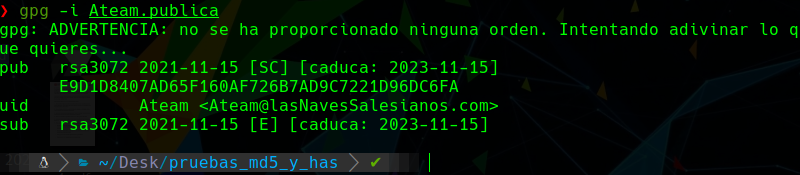 ❯ gpg -i Ateam.publica
gpg: ADVERTENCIA: no se ha proporcionado ninguna orden. Intentando adivinar lo q
ue quieres...
pub   rsa3072 2021-11-15 [SC] [caduca: 2023-11-15]
      E9D1D8407AD65F160AF726B7AD9C7221D96DC6FA
uid           Ateam <Ateam@lasNavesSalesianos.com>
sub   rsa3072 2021-11-15 [E] [caduca: 2023-11-15]
~/Desk/pruebas_md5_y_has ✔